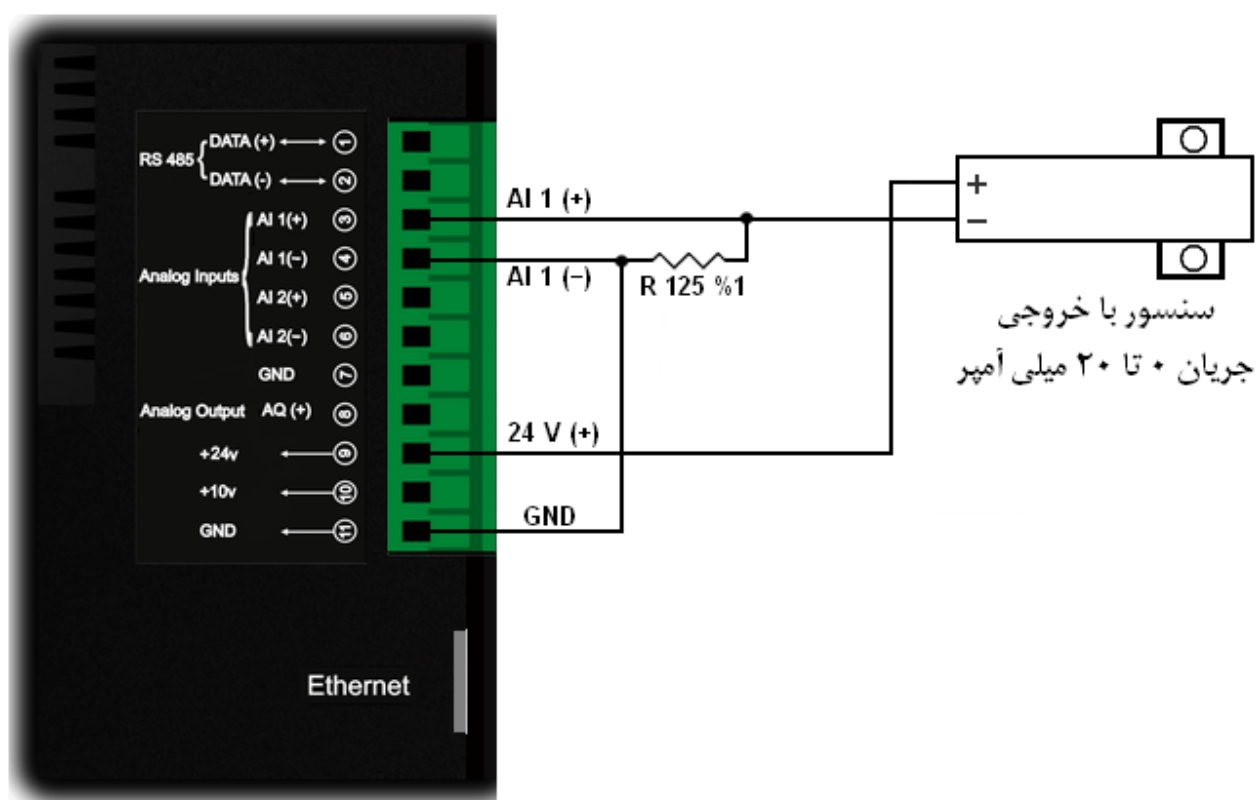 RS 485
DATA (+)
1
DATA (-)
2
Analog Inputs
AI 1(+)
3
AI 1(-)
4
AI 2(+)
5
AI 2(-)
6
GND
7
Analog Output AQ (+)
8
+24v
9
+10v
10
GND
11
Ethernet
AI 1 (+)
AI 1 (-)
R 125 %1
24 V (+)
GND
+
-
سنسور با خروجی
جریان ۰ تا ۲۰ میلی آمپر